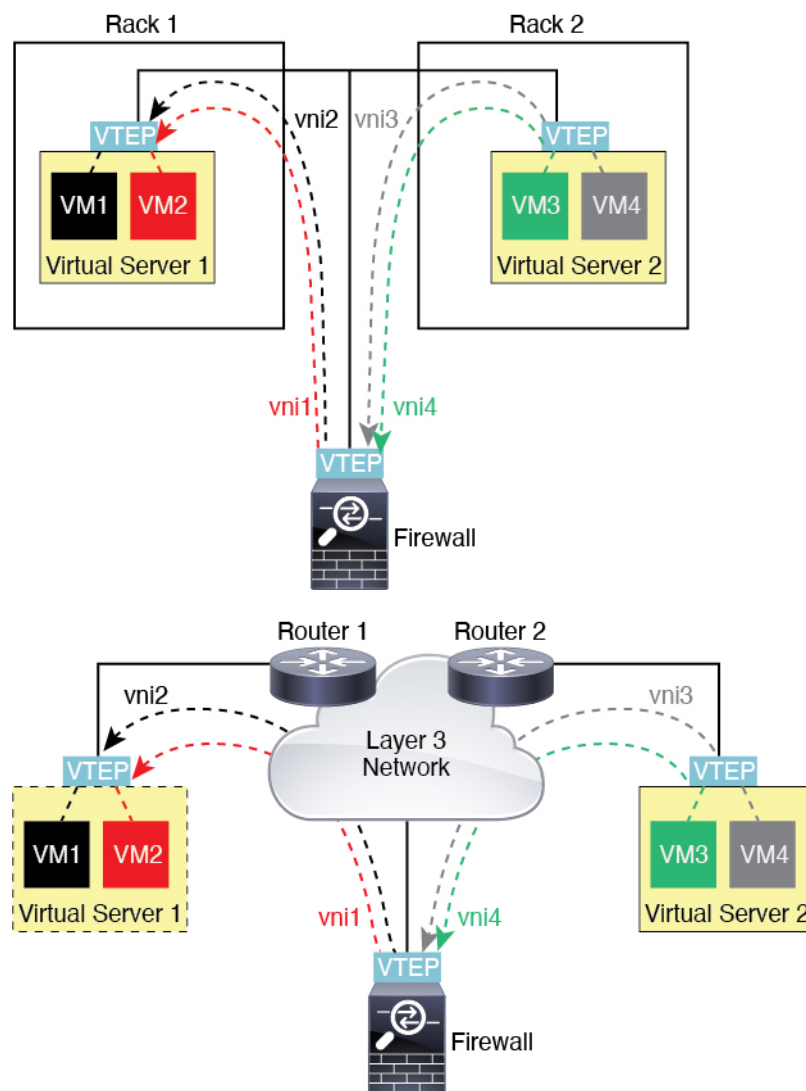 Rack 1
Rack 2
vni2
vni3
VTEP
VTEP
VM1
VM2
VM3
VM4
Virtual Server 1
Virtual Server 2
vni1
vni4
VTEP
Firewall
Router 1
Router 2
vni2
vni3
Layer 3
Network
VTEP
VTEP
VM1
VM2
VM3
VM4
Virtual Server 1
Virtual Server 2
vni1
vni4
VTEP
Firewall